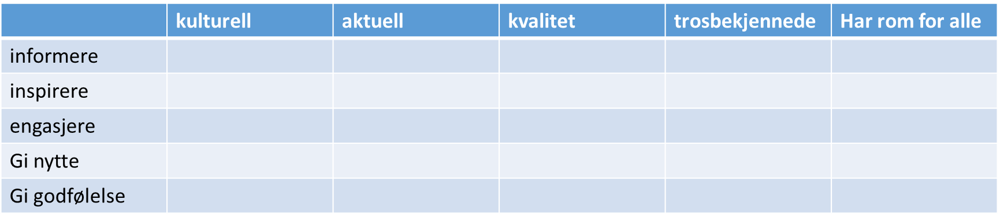 kulturell aktuell kvalitet trosbekjennede Har rom for alle
informere
inspirere
engasjere
Gi nytte
Gi godfølelse